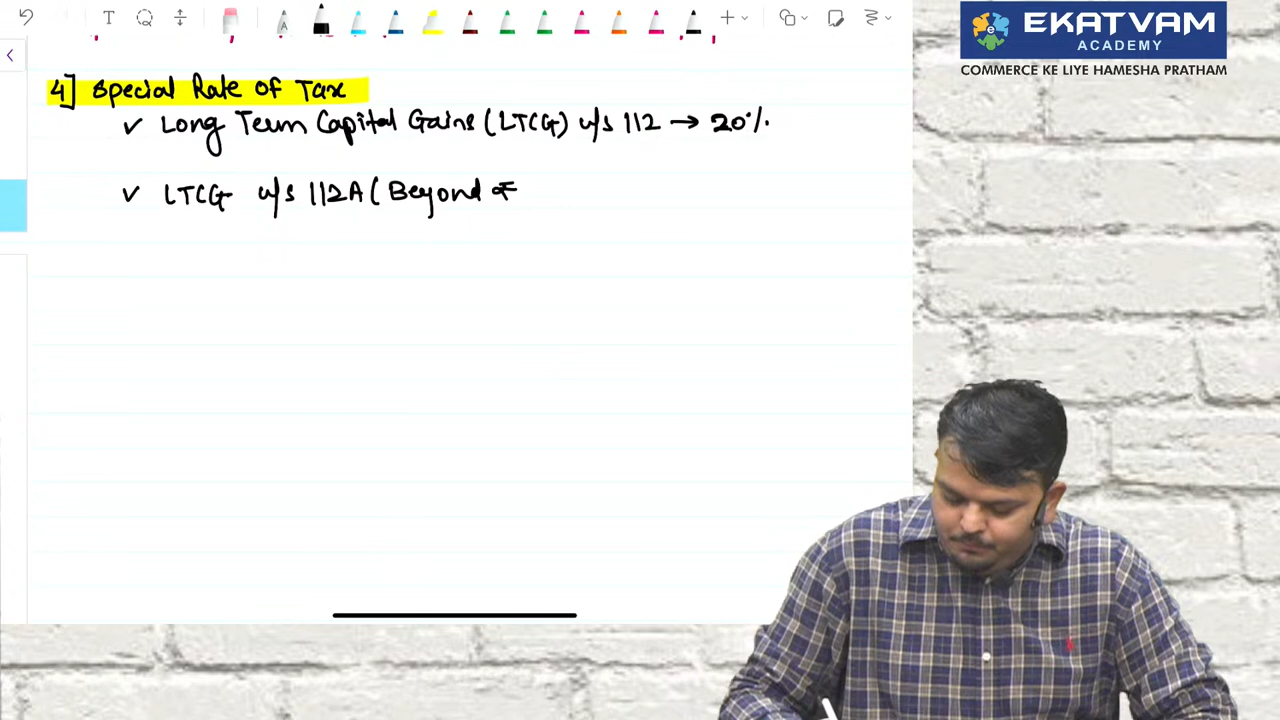 EKATVAM
ACADEMY
COMMERCE KE LIYE HAMESHA PRATHAM
4] Special Rate of Tax
✓ Long Term Capital Gains (LTCG) u/s 112 → 20%
✓ LTCG u/s 112A ( Beyond